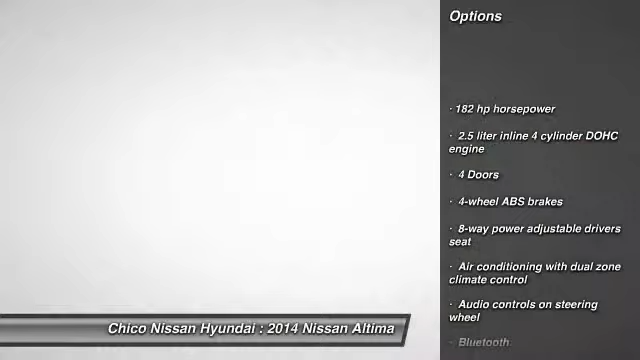 Options
· 182 hp horsepower
· 2.5 liter inline 4 cylinder DOHC
engine
· 4 Doors
· 4-wheel ABS brakes
· 8-way power adjustable drivers
seat
· Air conditioning with dual zone
climate control
· Audio controls on steering
wheel
· Bluetooth
Chico Nissan Hyundai : 2014 Nissan Altima